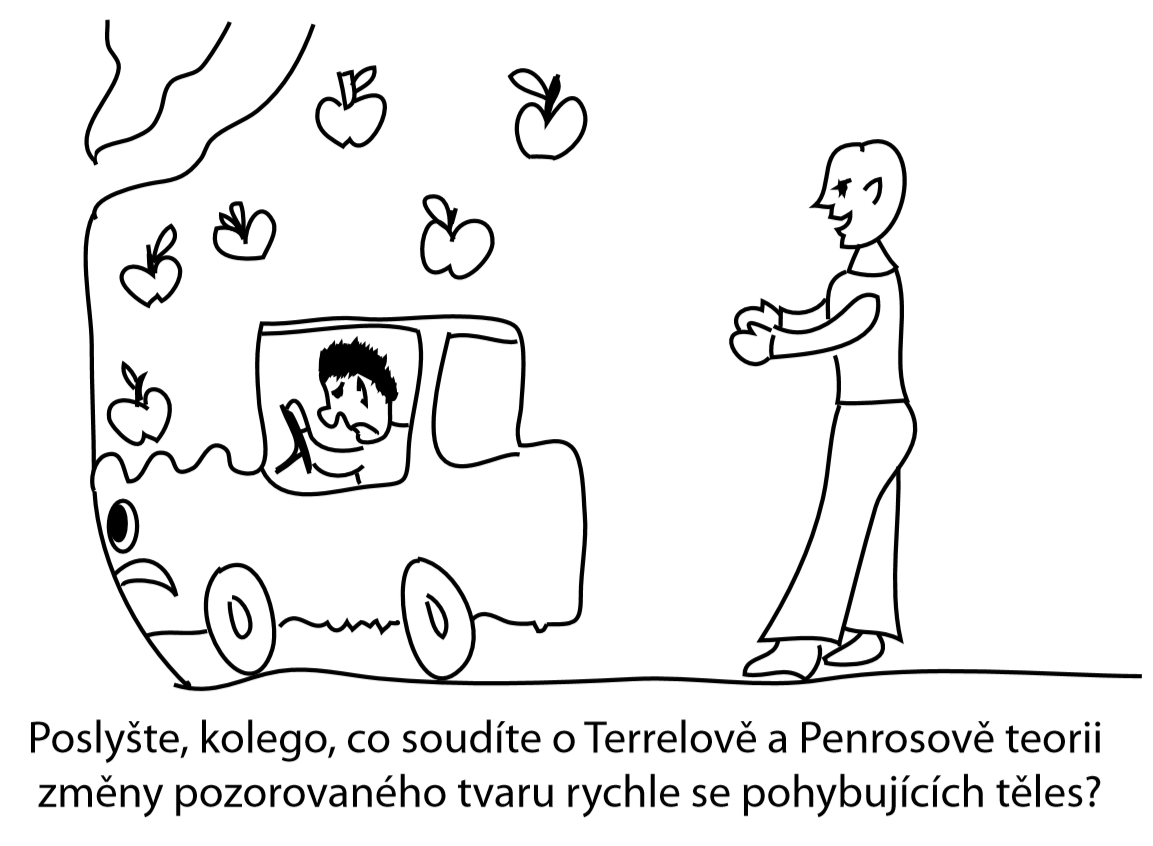 Poslyšte, kolego, co soudíte o Terrelově a Penrosově teorii
změny pozorovaného tvaru rychle se pohybujících těles?